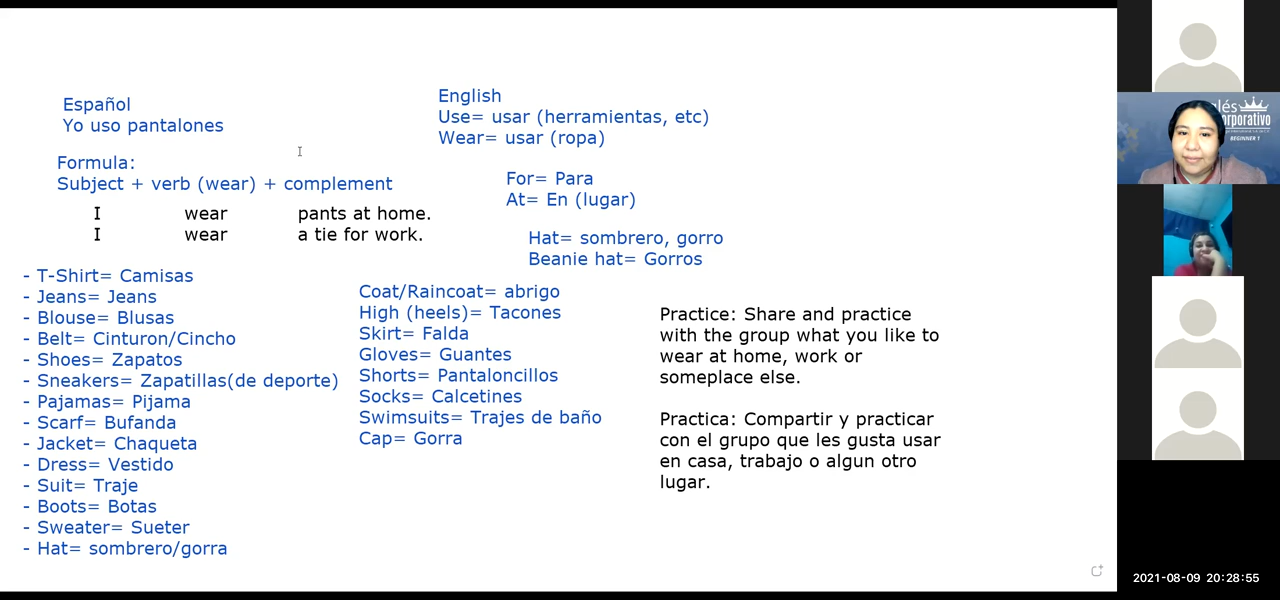 Español
Yo uso pantalones
Formula:
Subject + verb (wear) + complement
I wear pants at home.
I wear a tie for work.
English
Use= usar (herramientas, etc)
Wear= usar (ropa)
For= Para
At= En (lugar)
Hat= sombrero, gorro
Beanie hat= Gorros
- T-Shirt= Camisas
- Jeans= Jeans
- Blouse= Blusas
- Belt= Cinturon/Cincho
- Shoes= Zapatos
- Sneakers= Zapatillas(de deporte)
- Pajamas= Pijama
- Scarf= Bufanda
- Jacket= Chaqueta
- Dress= Vestido
- Suit= Traje
- Boots= Botas
- Sweater= Sueter
- Hat= sombrero/gorra
Coat/Raincoat= abrigo
High (heels)= Tacones
Skirt= Falda
Gloves= Guantes
Shorts= Pantaloncillos
Socks= Calcetines
Swimsuits= Trajes de baño
Cap= Gorra
Practice: Share and practice
with the group what you like to
wear at home, work or
someplace else.
Practica: Compartir y practicar
con el grupo que les gusta usar
en casa, trabajo o algun otro
lugar.
glés
orporativo
BEGINNER 1
2021-08-09 20:28:55